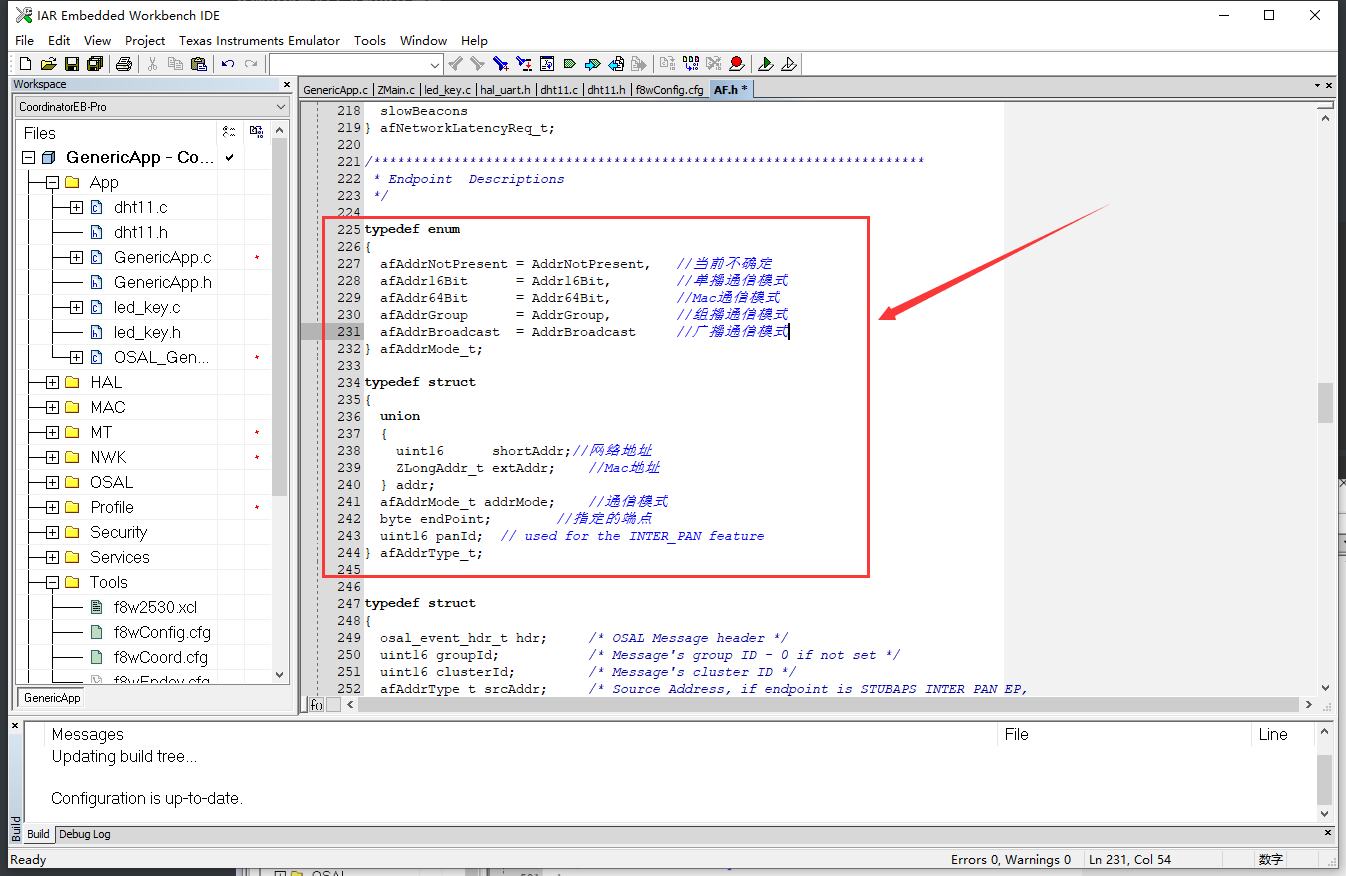 IAR Embedded Workbench IDE
File Edit View Project Texas Instruments Emulator Tools Window Help
Workspace
CoordinatorEB-Pro
Files
GenericApp - Co...
App
dht11.c
dht11.h
GenericApp.c
GenericApp.h
led_key.c
led_key.h
OSAL_Gen...
HAL
MAC
MT
NWK
OSAL
Profile
Security
Services
Tools
f8w2530.xcl
f8wConfig.cfg
f8wCoord.cfg
f8wEndev.cfg
GenericApp
GenericApp.c ZMain.c led_key.c hal_uart.h dht11.c dht11.h f8wConfig.cfg AF.h *
218 slowBeacons
219 } afNetworkLatencyReq_t;
220
221 /*********************************************************************
222 * Endpoint  Descriptions
223 */
224
225 typedef enum
226 {
227 afAddrNotPresent = AddrNotPresent, //当前不确定
228 afAddr16Bit = Addr16Bit, //单播通信模式
229 afAddr64Bit = Addr64Bit, //Mac通信模式
230 afAddrGroup = AddrGroup, //组播通信模式
231 afAddrBroadcast = AddrBroadcast //广播通信模式
232 } afAddrMode_t;
233
234 typedef struct
235 {
236 union
237 {
238 uint16 shortAddr;//网络地址
239 ZLongAddr_t extAddr; //Mac地址
240 } addr;
241 afAddrMode_t addrMode; //通信模式
242 byte endPoint; //指定的端点
243 uint16 panId; // used for the INTER_PAN feature
244 } afAddrType_t;
245
246
247 typedef struct
248 {
249 osal_event_hdr_t hdr; /* OSAL Message header */
250 uint16 groupId; /* Message's group ID - 0 if not set */
251 uint16 clusterId; /* Message's cluster ID */
252 afAddrType_t srcAddr; /* Source Address, if endpoint is STUBAPS_INTER_PAN_EP,
f()
Messages File Line
Updating build tree...
Configuration is up-to-date.
Build
Build Debug Log
Ready Errors 0, Warnings 0 Ln 231, Col 54 数字
OSAL